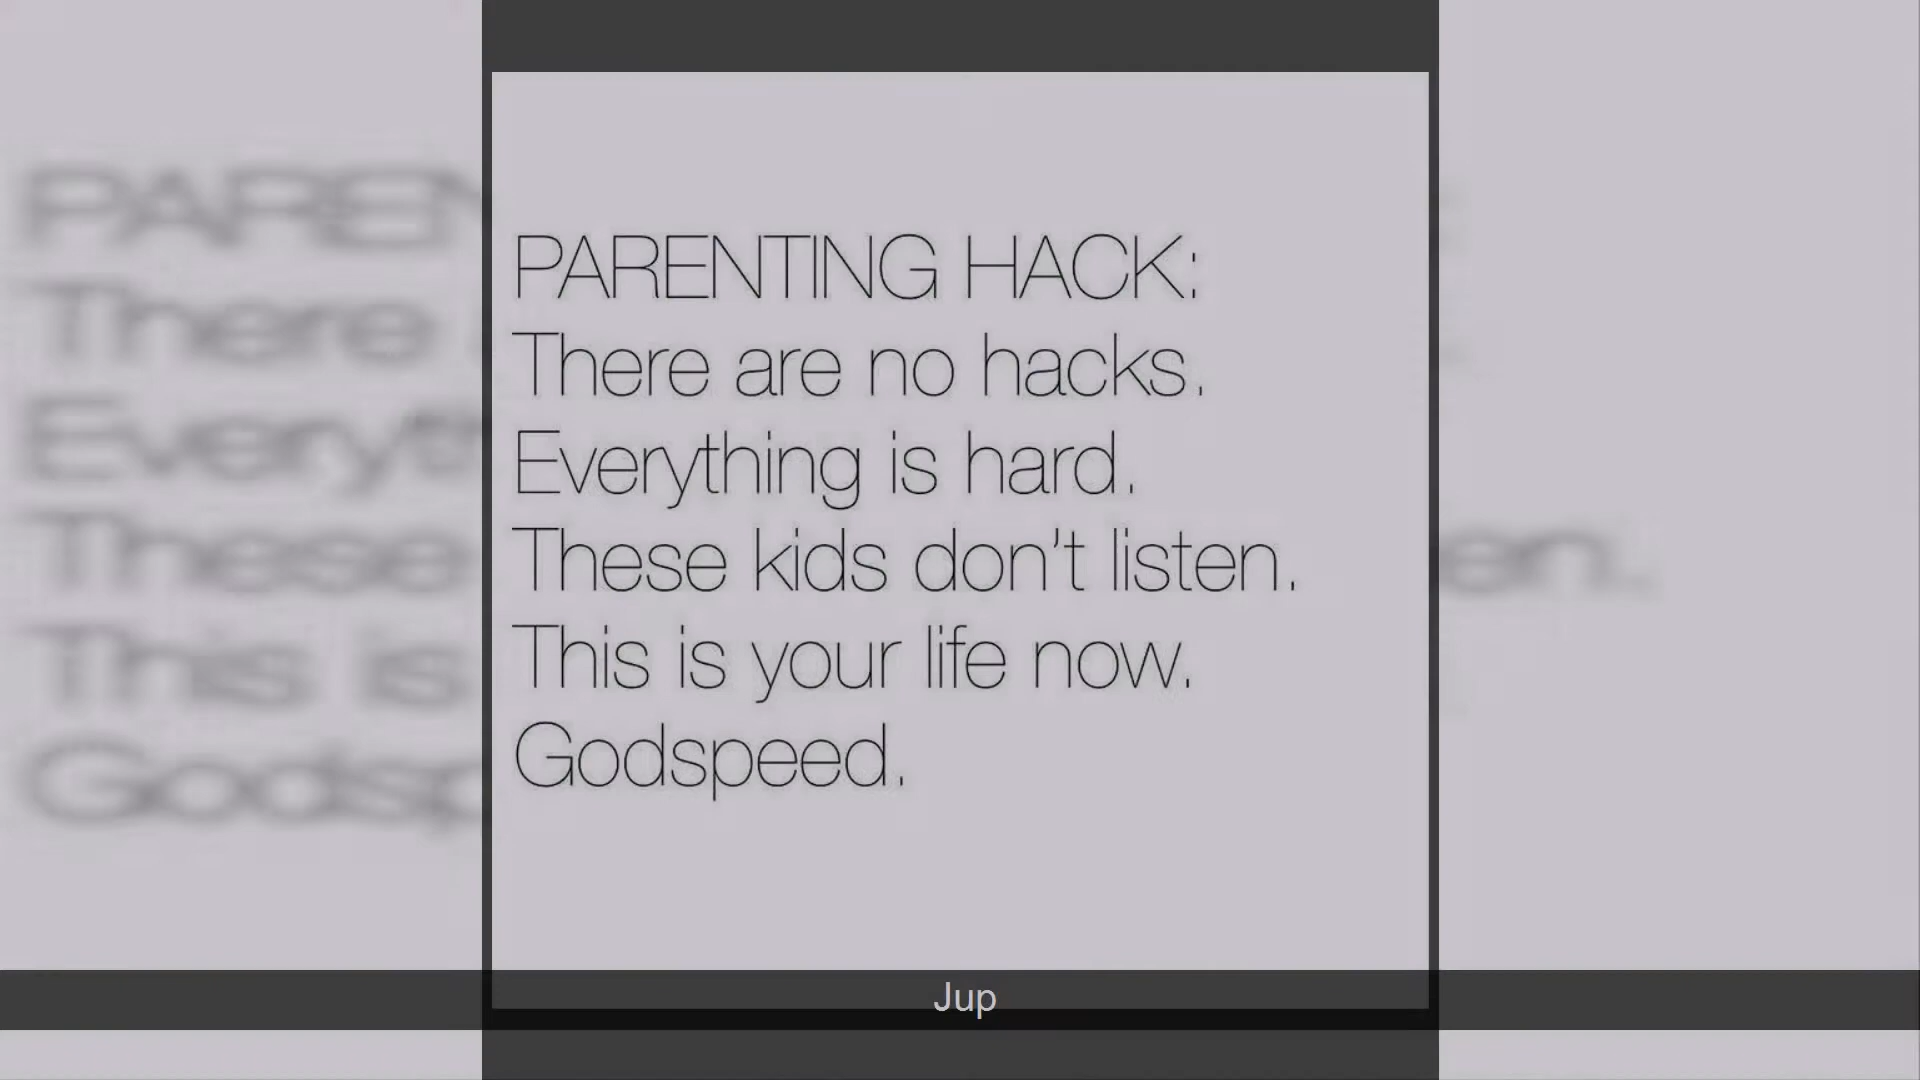 PARENTING HACK:
There are no hacks.
Everything is hard.
These kids don't listen.
This is your life now.
Godspeed.
Jup